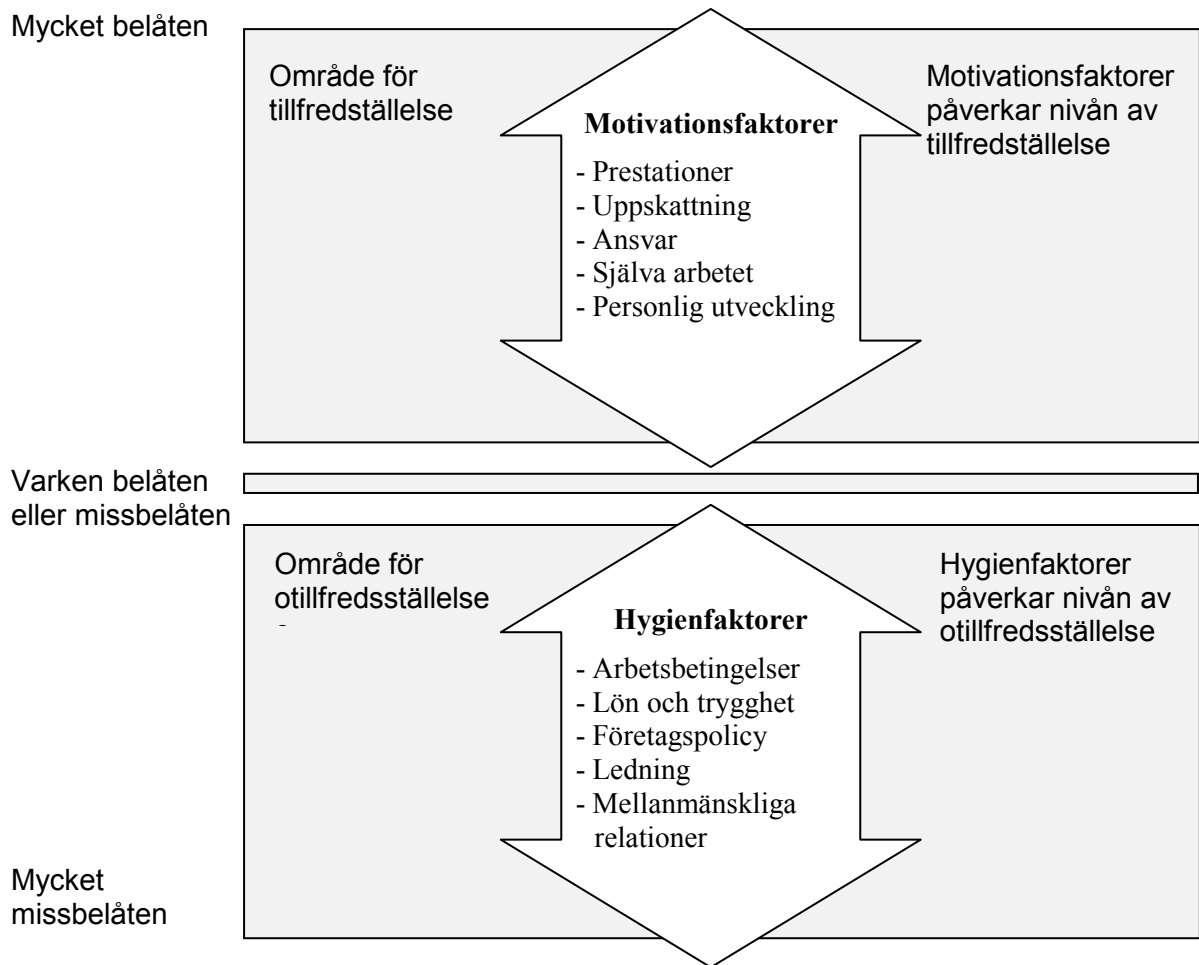 Mycket belåten
Område för
tillfredställelse
Motivationsfaktorer
påverkar nivån av
tillfredställelse
Motivationsfaktorer
- Prestationer
- Uppskattning
- Ansvar
- Själva arbetet
- Personlig utveckling
Varken belåten
eller missbelåten
Område för
otillfredsställelse
Hygienfaktorer
påverkar nivån av
otillfredsställelse
Hygienfaktorer
- Arbetsbetingelser
- Lön och trygghet
- Företagspolicy
- Ledning
- Mellanmänskliga
relationer
Mycket
missbelåten